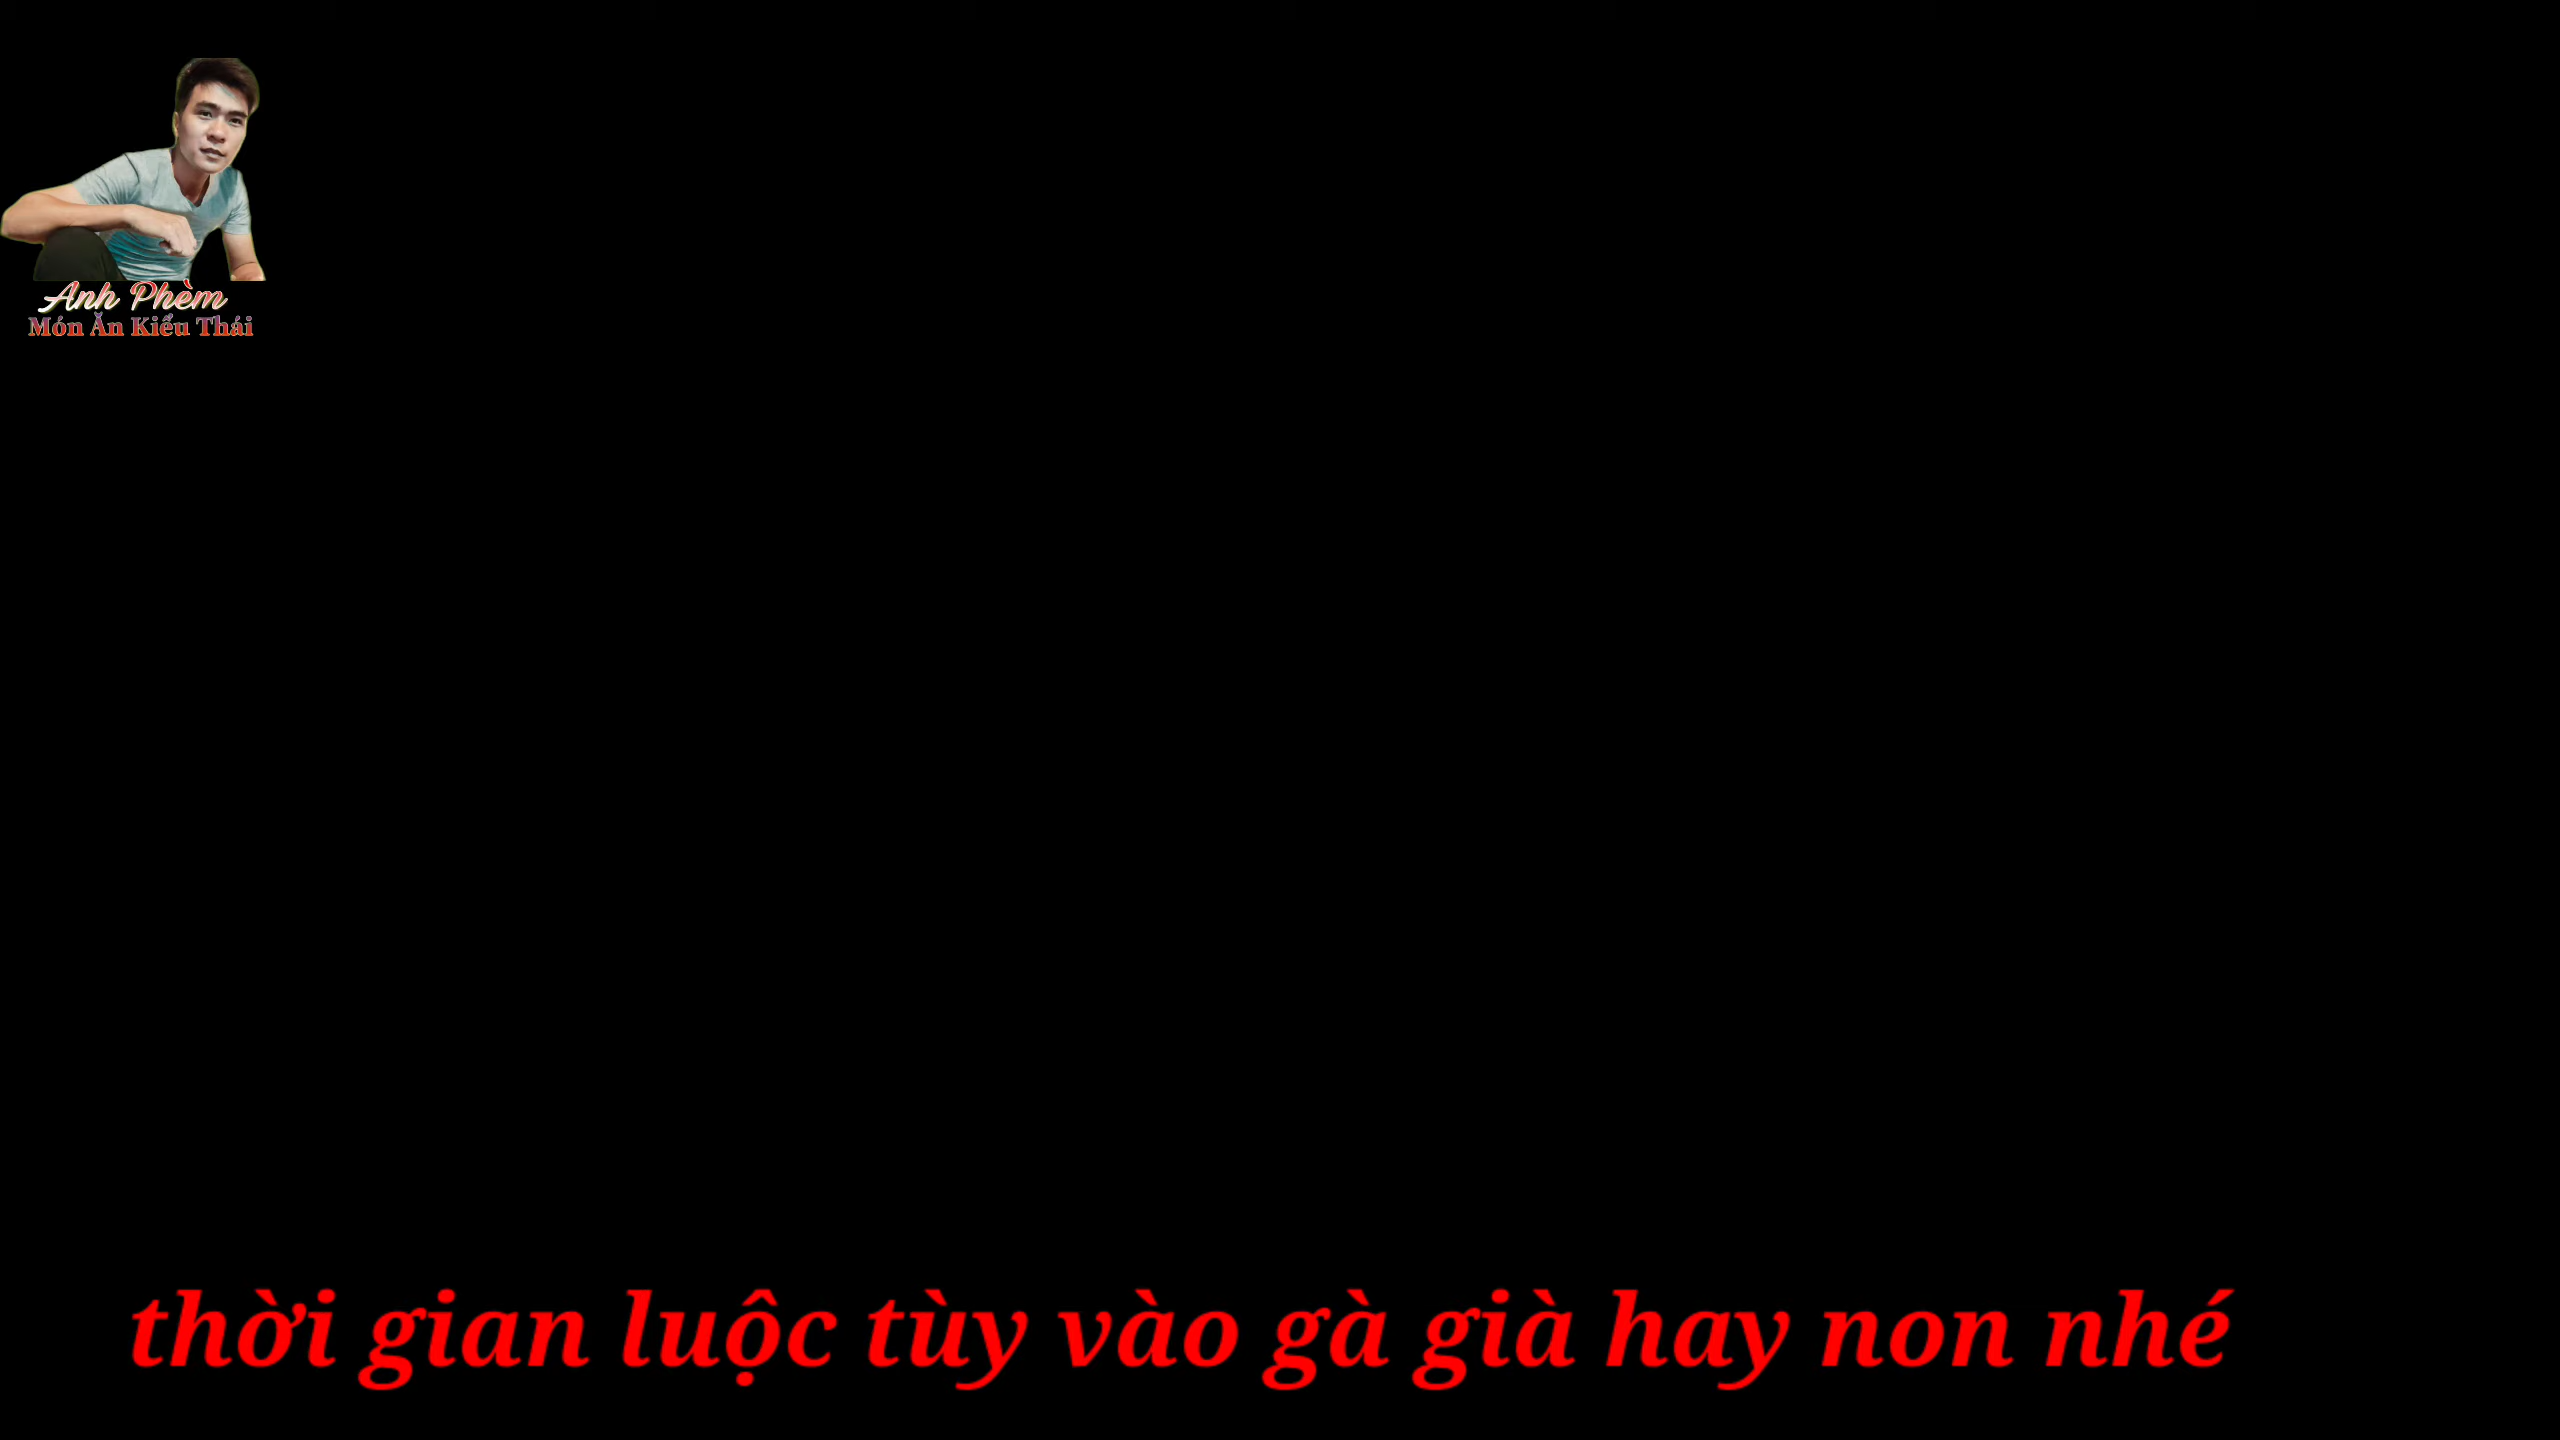 Anh Phèm
Món Ăn Kiểu Thái
thời gian luộc tùy vào gà già hay non nhé